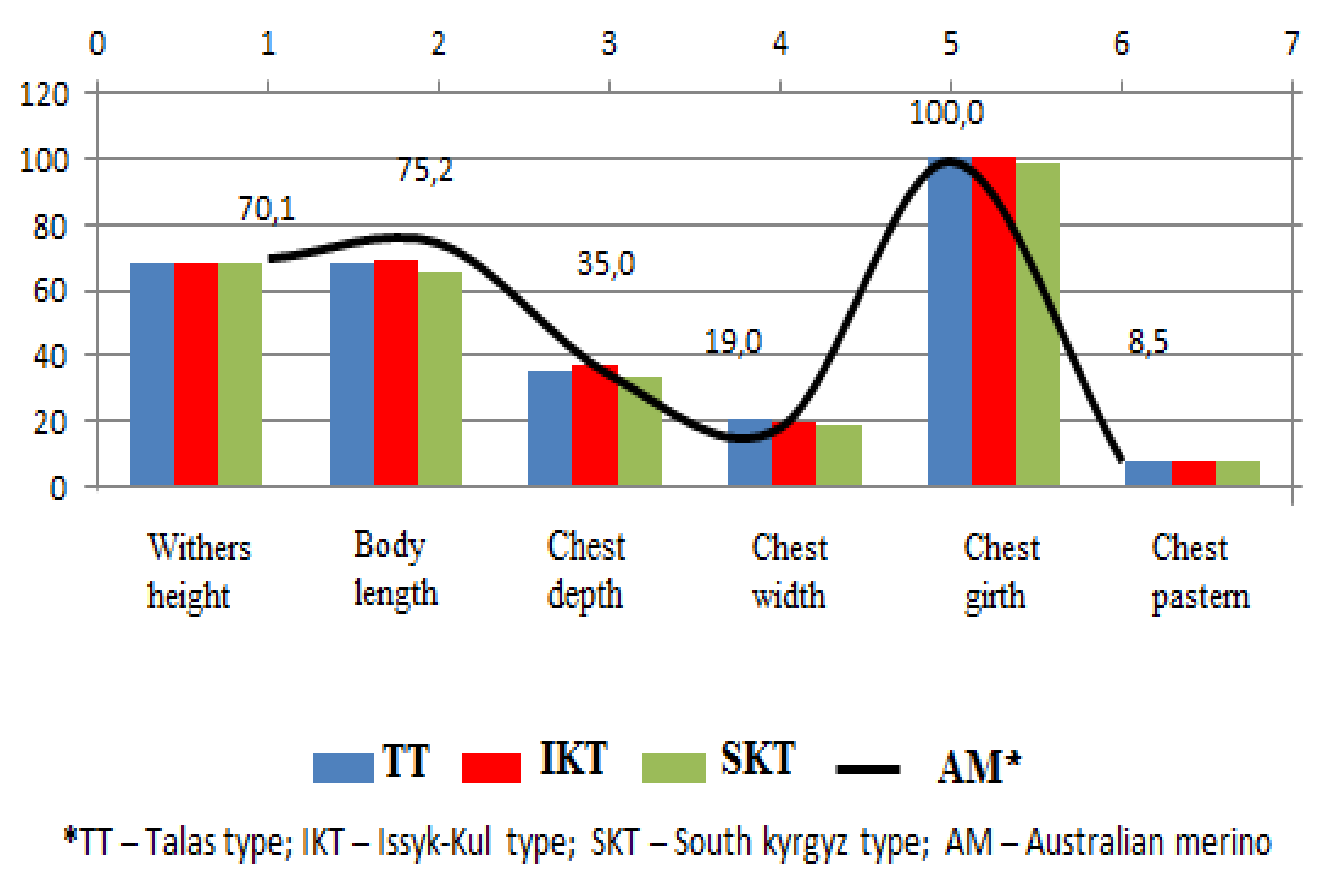 0 1 2 3 4 5 6 7
120
100
80
60
40
20
0
70,1
75,2
35,0
19,0
100,0
8,5
Withers height
Body length
Chest depth
Chest width
Chest girth
Chest pastern
TT IKT SKT AM*
*TT – Talas type; IKT – Issyk-Kul type; SKT – South kyrgyz type; AM – Australian merino